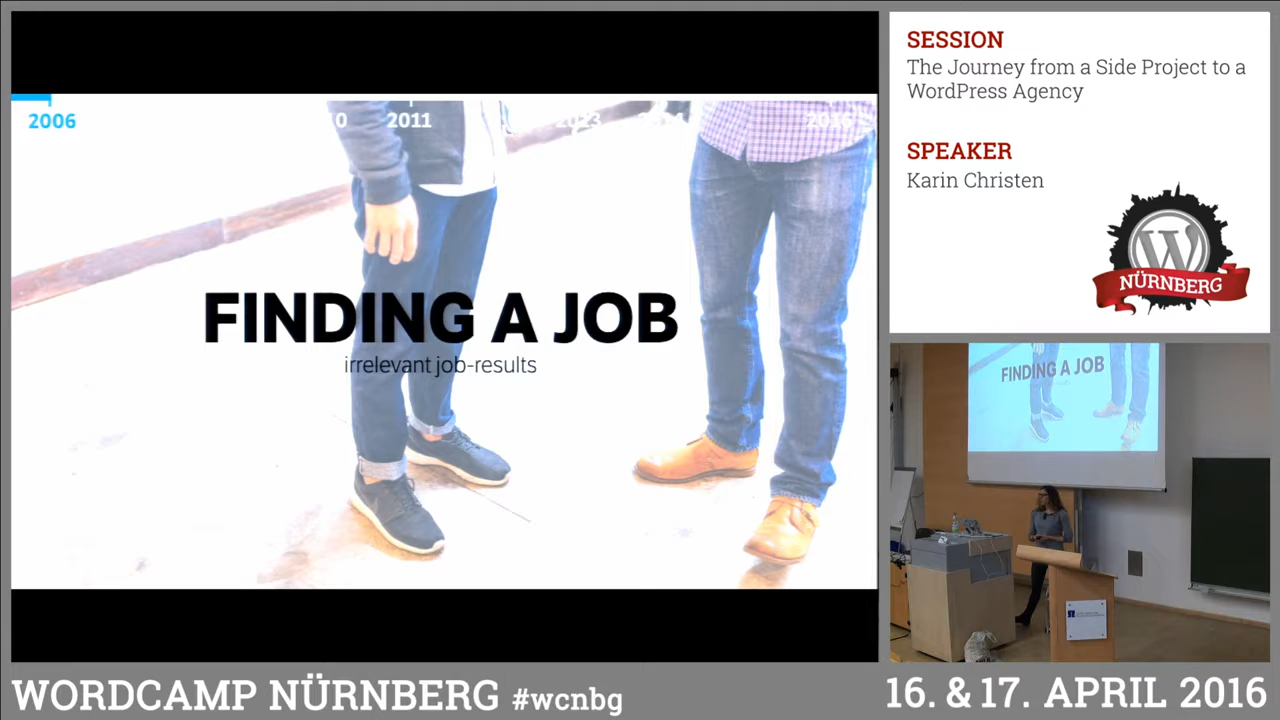 2006
2011
2016
FINDING A JOB
irrelevant job-results
SESSION
The Journey from a Side Project to a
WordPress Agency
SPEAKER
Karin Christen
W
NÜRNBERG
FINDING A JOB
WORDCAMP NÜRNBERG #wcnbg
16. & 17. APRIL 2016